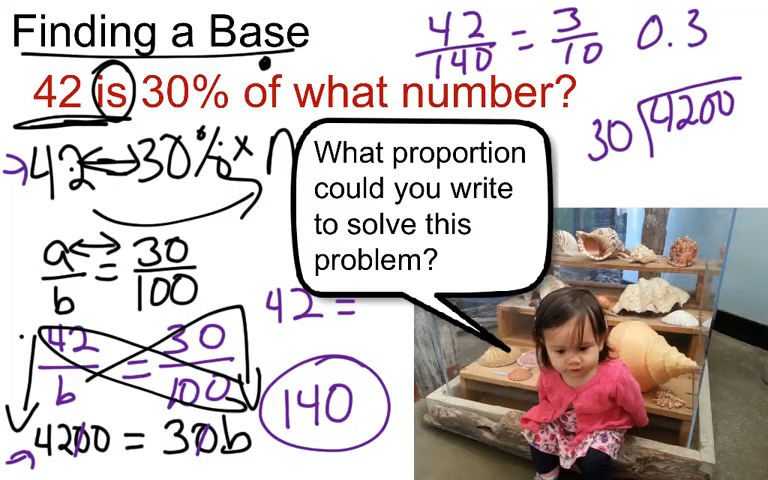 Finding a Base
42 is 30% of what number?
42/140 = 3/10 0.3
30 4200
42 ↔ 30% × n
What proportion
could you write
to solve this
problem?
a/b = 30/100
42 =
42/b = 30/100
140
4200 = 30b